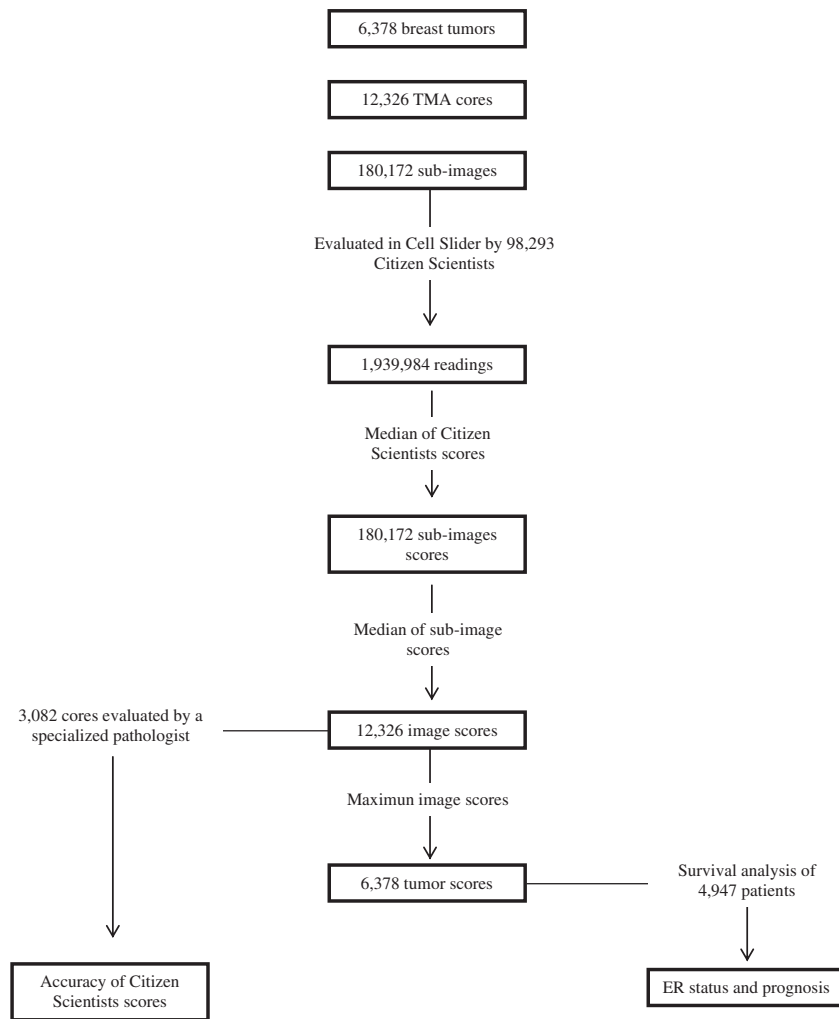 6,378 breast tumors
12,326 TMA cores
180,172 sub-images
Evaluated in Cell Slider by 98,293
Citizen Scientists
1,939,984 readings
Median of Citizen
Scientists scores
180,172 sub-images
scores
Median of sub-image
scores
3,082 cores evaluated by a
specialized pathologist
12,326 image scores
Maximun image scores
6,378 tumor scores
Survival analysis of
4,947 patients
Accuracy of Citizen
Scientists scores
ER status and prognosis